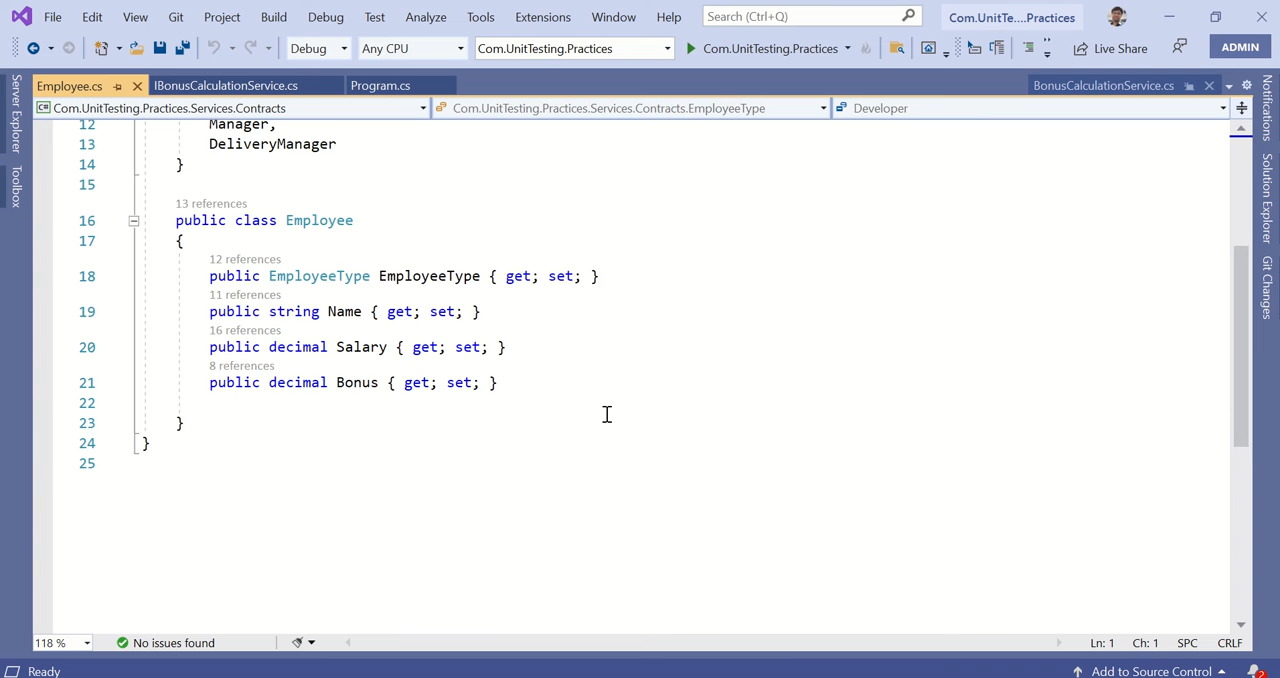 File Edit View Git Project Build Debug Test Analyze Tools Extensions Window Help Search (Ctrl+Q) Com.UnitTe....Practices
Debug Any CPU Com.UnitTesting.Practices Com.UnitTesting.Practices Live Share ADMIN
Employee.cs IBonusCalculationService.cs Program.cs BonusCalculationService.cs
Com.UnitTesting.Practices.Services.Contracts Com.UnitTesting.Practices.Services.Contracts.EmployeeType Developer
Server Explorer
Toolbox
Notifications
Solution Explorer
Git Changes
12 Manager,
13 DeliveryManager
14 }
15
13 references
16 public class Employee
17 {
12 references
18 public EmployeeType EmployeeType { get; set; }
11 references
19 public string Name { get; set; }
16 references
20 public decimal Salary { get; set; }
8 references
21 public decimal Bonus { get; set; }
22
23 }
24 }
25
118 % No issues found Ln: 1 Ch: 1 SPC CRLF
Ready Add to Source Control 2